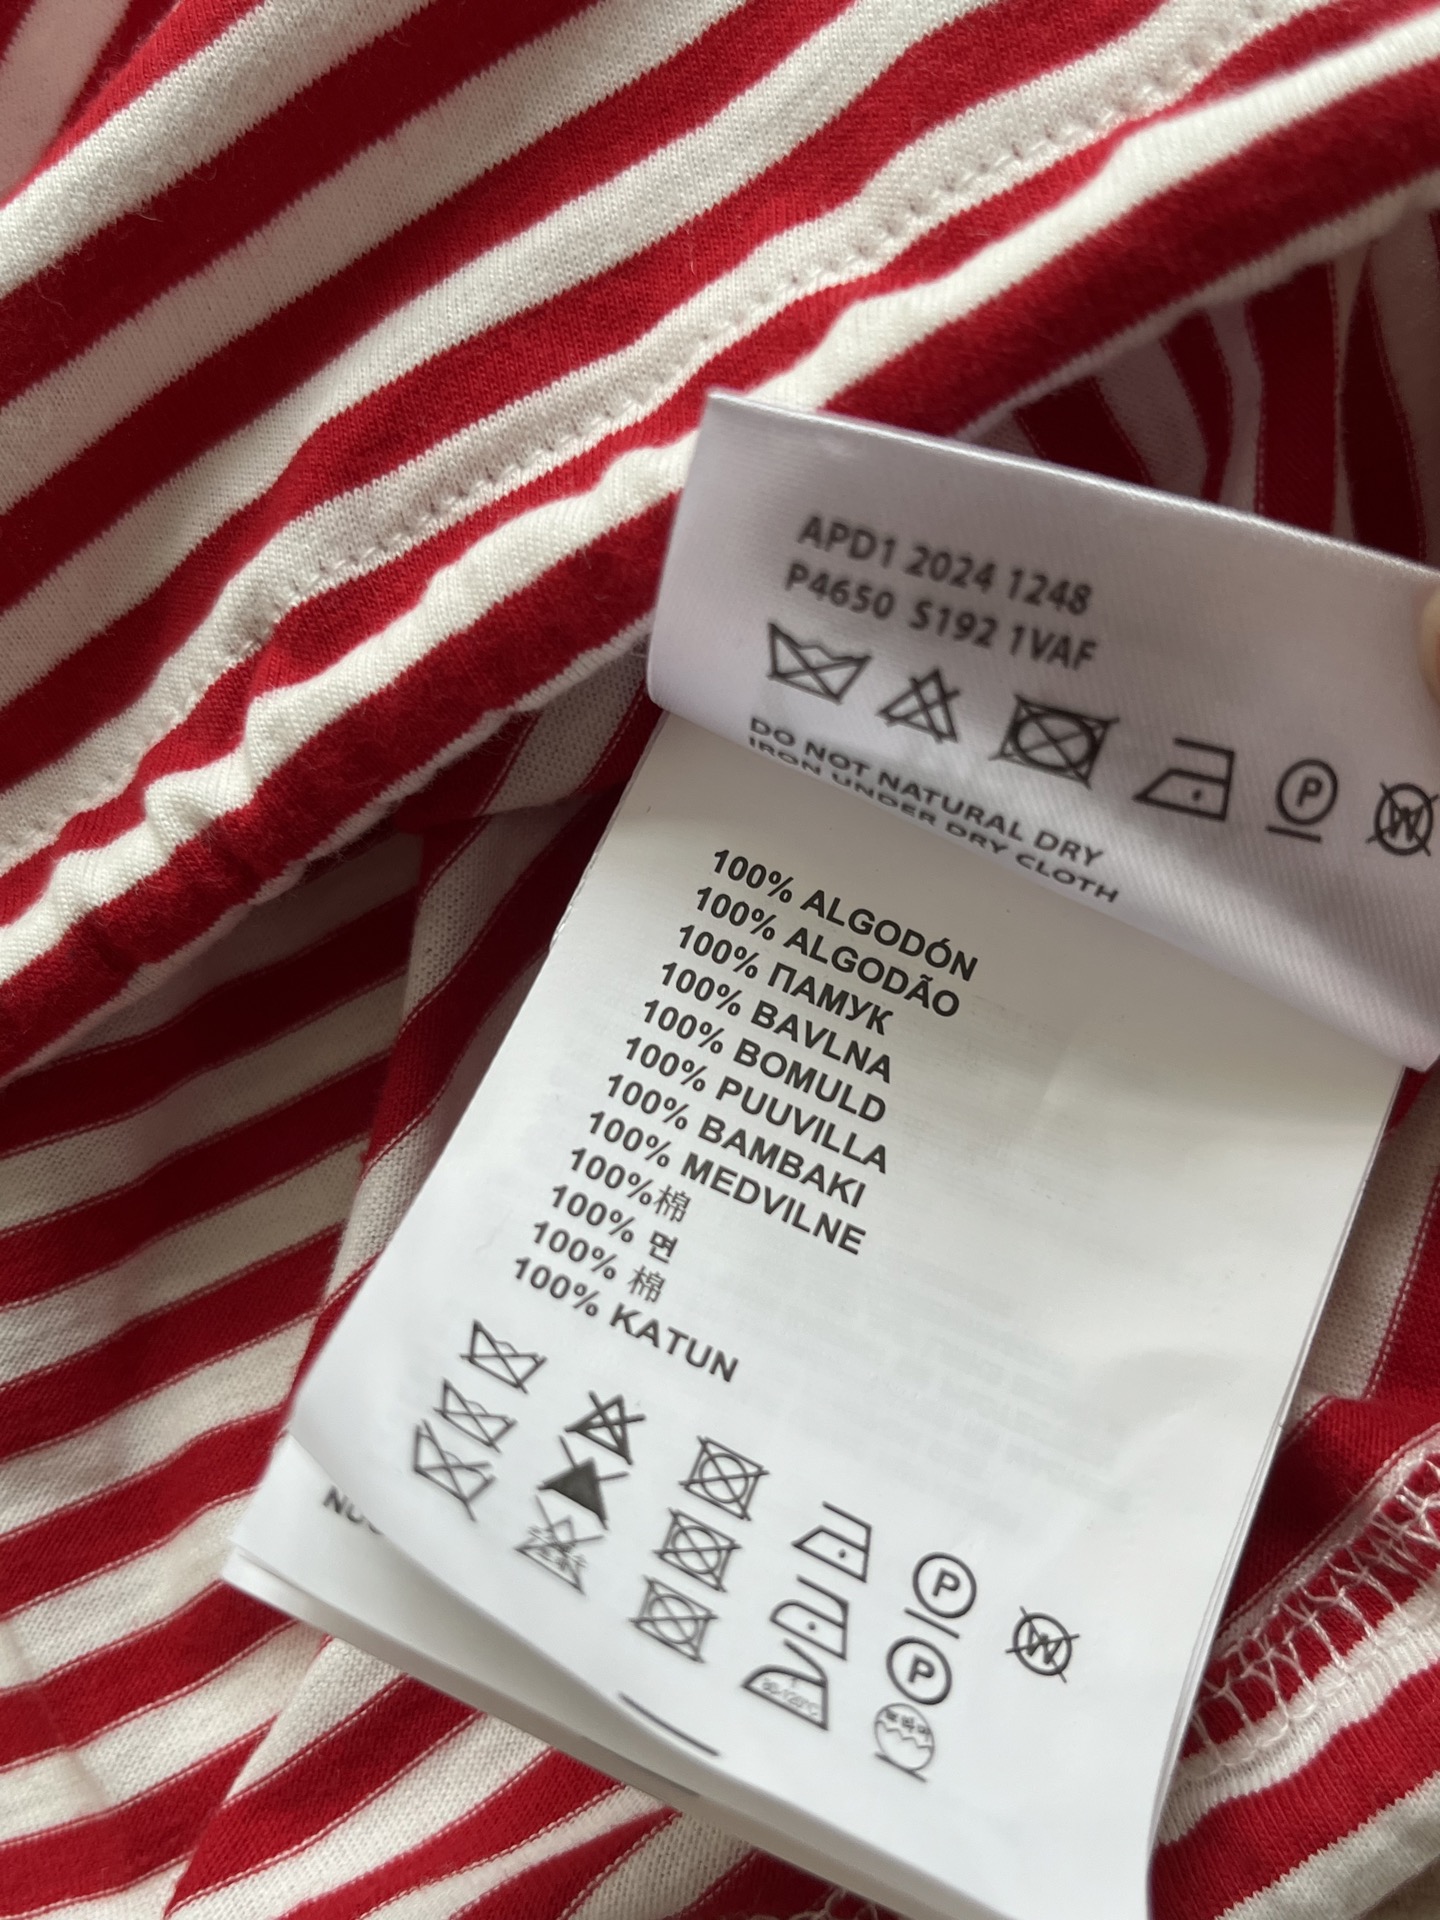 APD1 2024 1248
P4650 S192 1VAF
P W
DO NOT NATURAL DRY
IRON UNDER DRY CLOTH
100% ALGODÓN
100% ALGODÃO
100% ПАМУК
100% BAVLNA
100% BOMULD
100% PUUVILLA
100% BAMBAKI
100% MEDVILNE
100%棉
100% 면
100% 棉
100% KATUN
P W
P